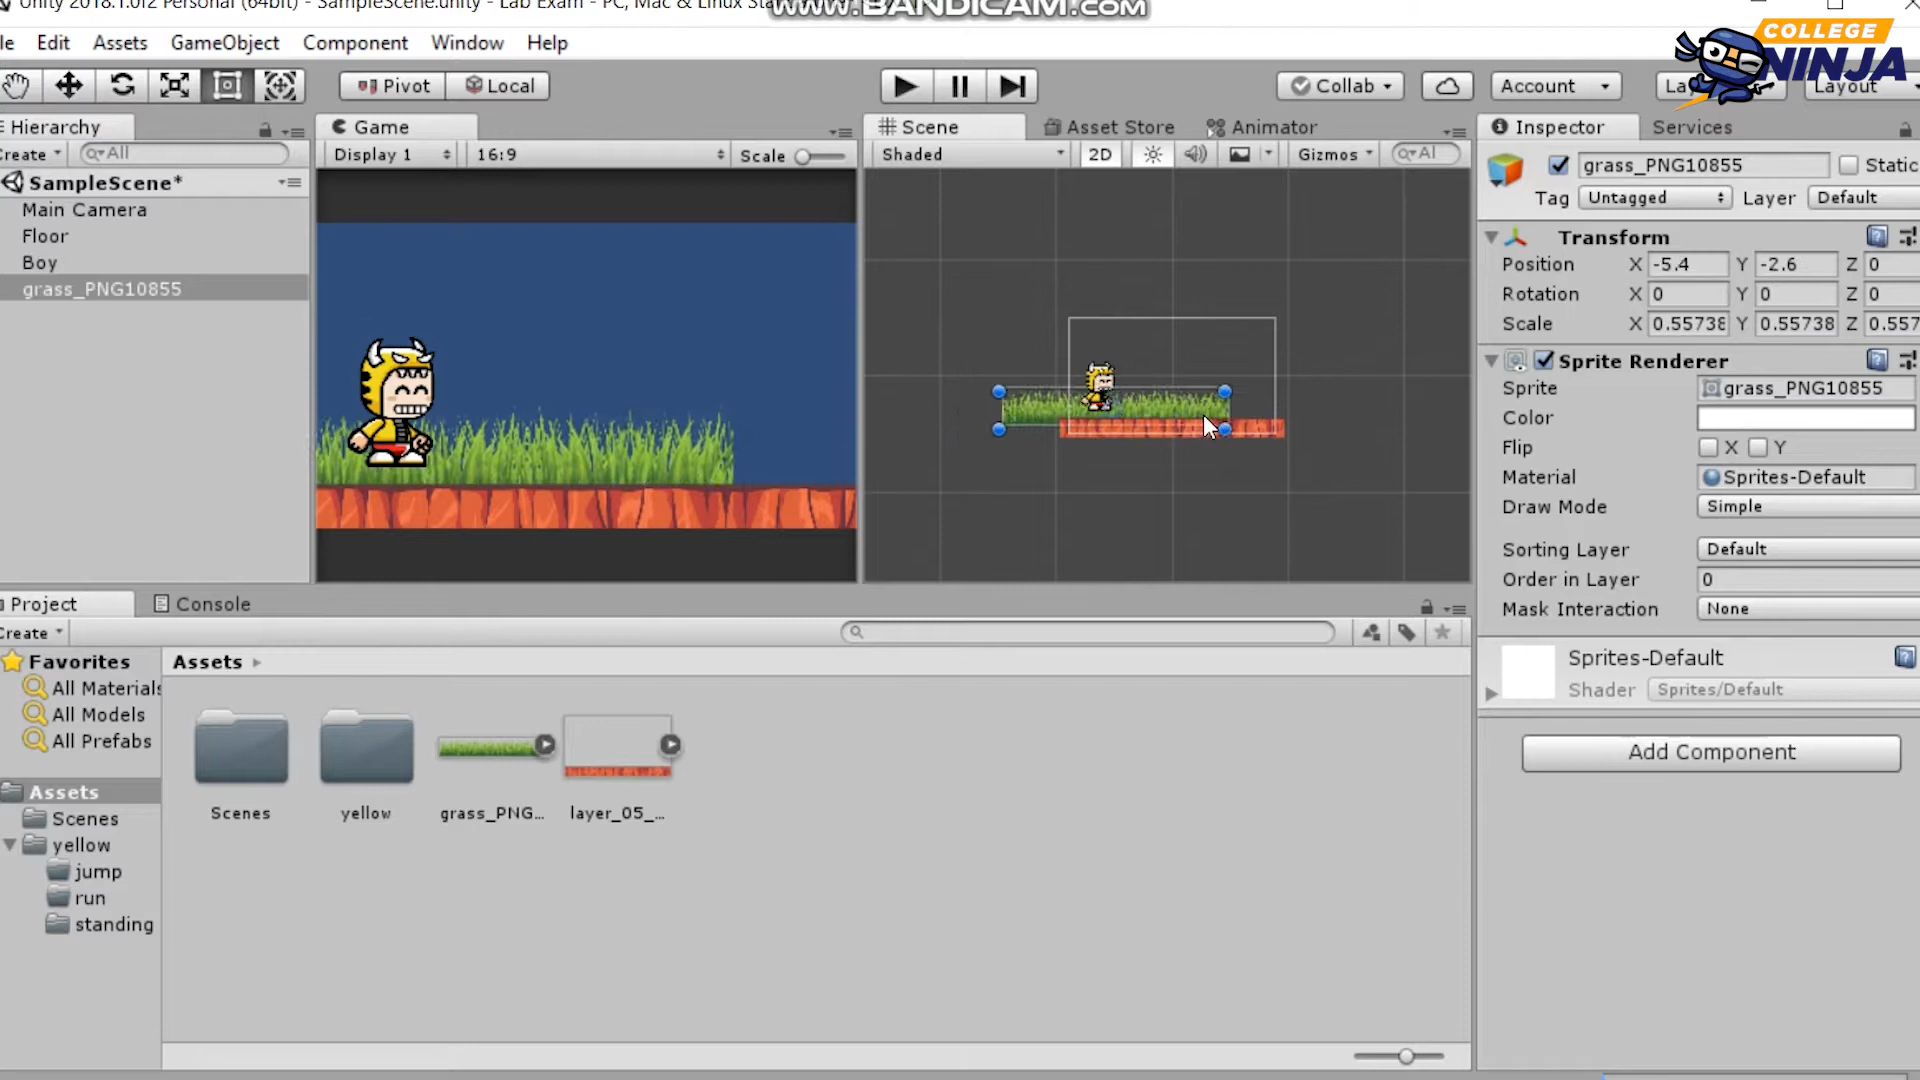 Unity 2018.1.0f2 Personal (64bit) - SampleScene.unity - Lab Exam - PC, Mac & Linux Sta
www.BANDICAM.com
COLLEGE
NINJA
le Edit Assets GameObject Component Window Help
Pivot Local Collab Account La Layout
Hierarchy
Create All
SampleScene*
Main Camera
Floor
Boy
grass_PNG10855
Game
Display 1 16:9 Scale
Scene Asset Store Animator
Shaded 2D Gizmos Al
Inspector Services
grass_PNG10855 Static
Tag Untagged Layer Default
Transform
Position X -5.4 Y -2.6 Z 0
Rotation X 0 Y 0 Z 0
Scale X 0.55738 Y 0.55738 Z 0.557
Sprite Renderer
Sprite grass_PNG10855
Color
Flip X Y
Material Sprites-Default
Draw Mode Simple
Sorting Layer Default
Order in Layer 0
Mask Interaction None
Sprites-Default
Shader Sprites/Default
Add Component
Project Console
Create
Favorites
All Materials
All Models
All Prefabs
Assets
Scenes
yellow
jump
run
standing
Assets
Scenes yellow grass_PNG... layer_05_...